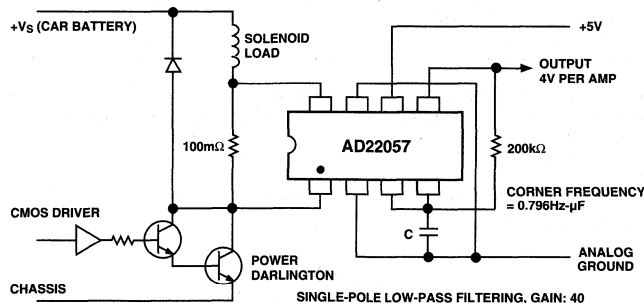 +VS (CAR BATTERY)
SOLENOID
LOAD
+5V
OUTPUT
4V PER AMP
100mΩ
AD22057
200kΩ
CMOS DRIVER
CORNER FREQUENCY
= 0.796Hz-µF
C
POWER
DARLINGTON
ANALOG
GROUND
CHASSIS
SINGLE-POLE LOW-PASS FILTERING, GAIN: 40